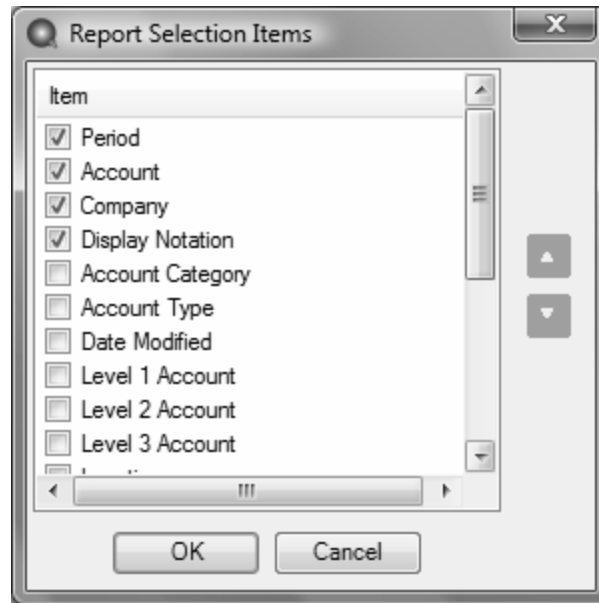 Report Selection Items
Item
Period
Account
Company
Display Notation
Account Category
Account Type
Date Modified
Level 1 Account
Level 2 Account
Level 3 Account
OK
Cancel